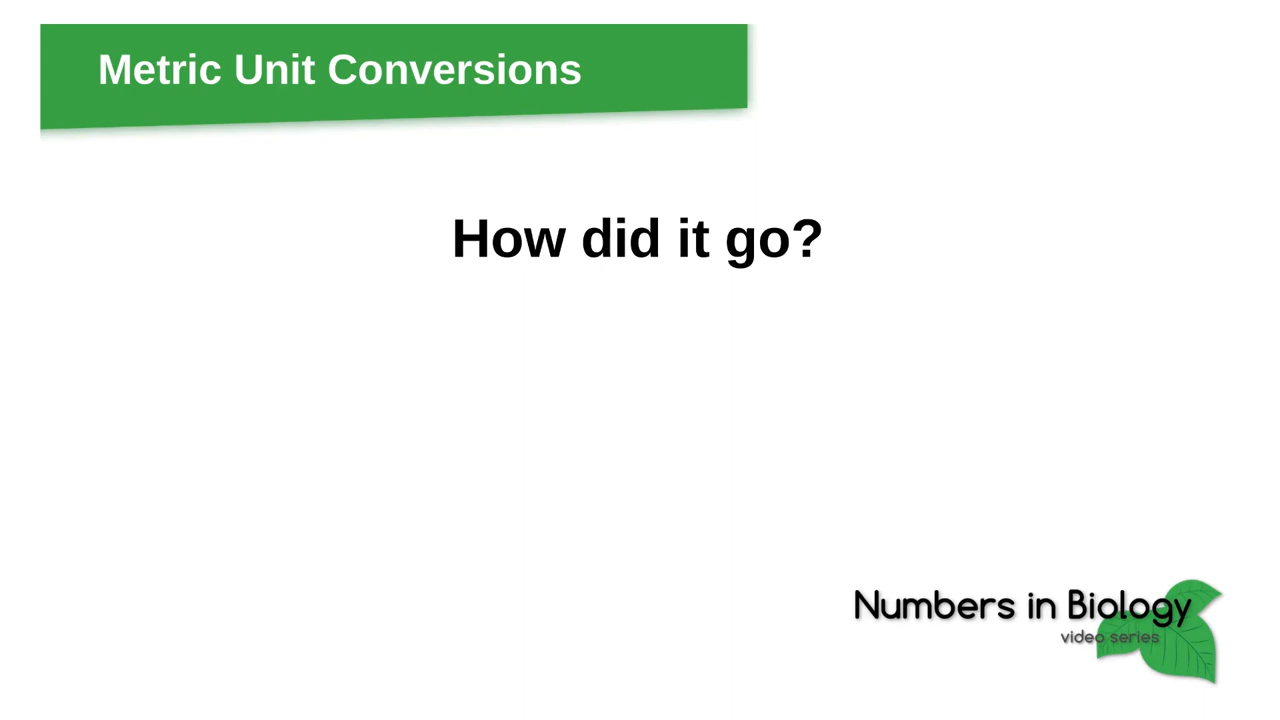 Metric Unit Conversions
How did it go?
Numbers in Biology
video series